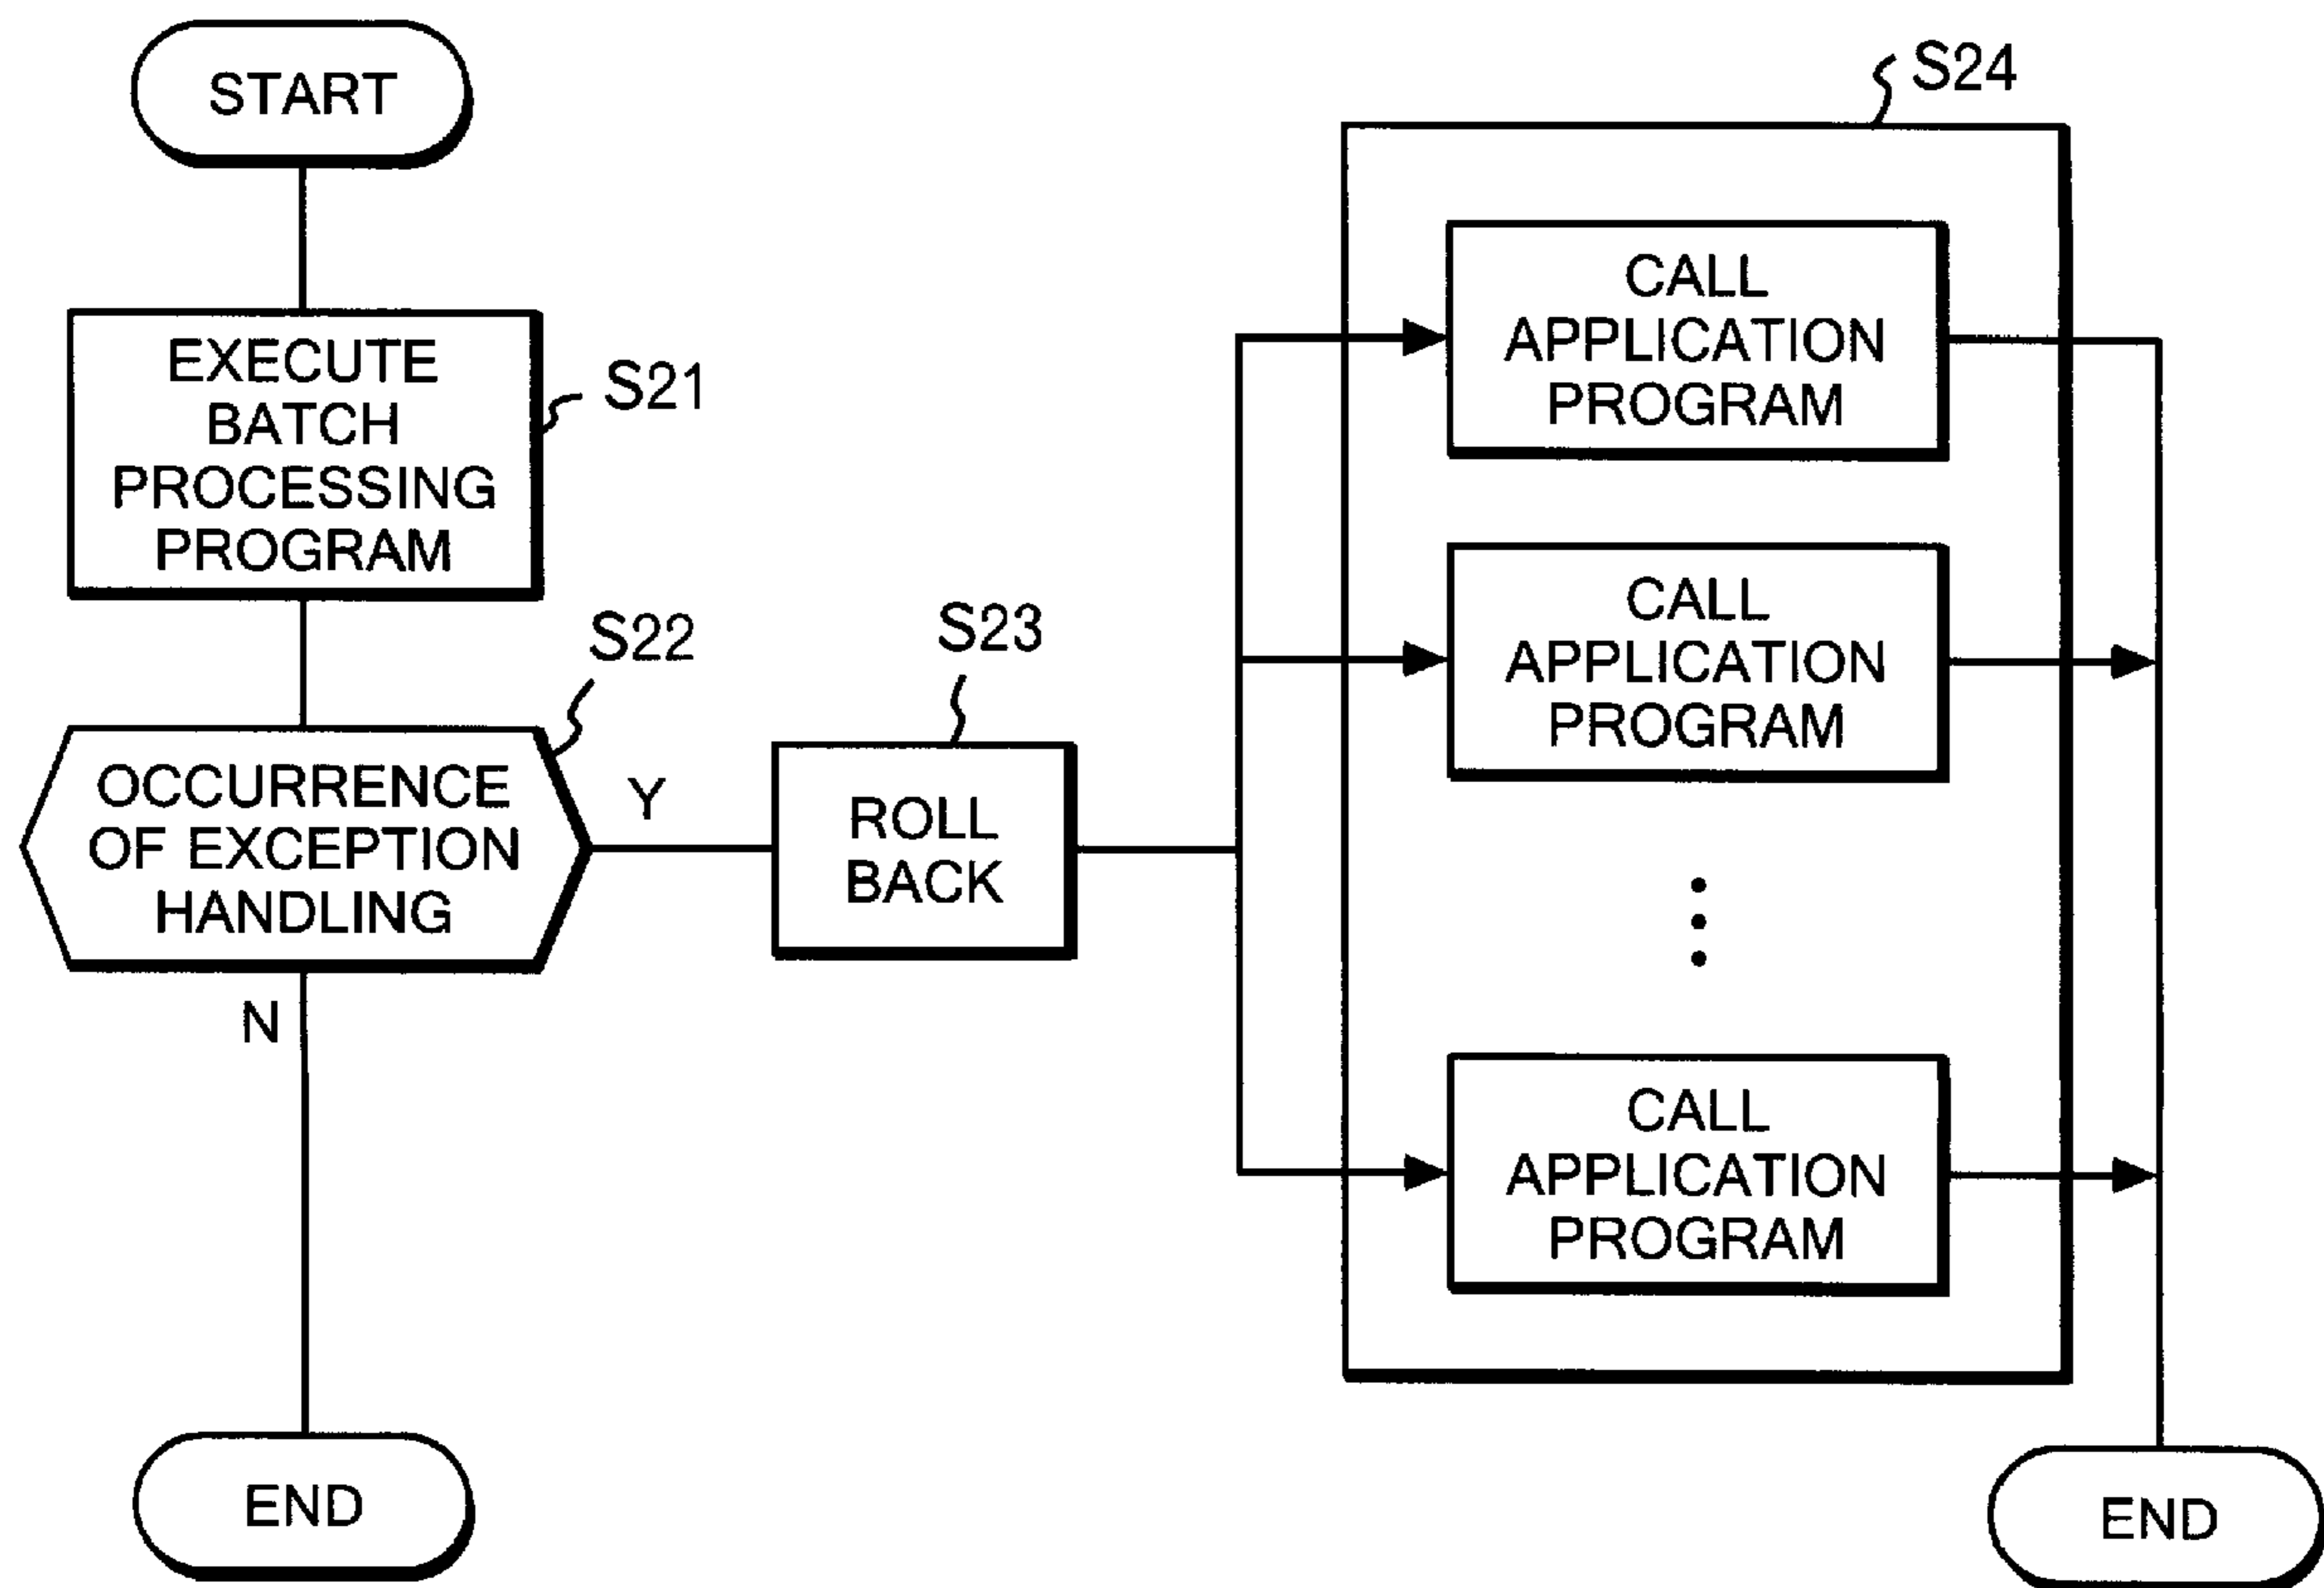 START
EXECUTE
BATCH
PROCESSING
PROGRAM
S21
OCCURRENCE
OF EXCEPTION
HANDLING
S22
Y
N
END
S23
ROLL
BACK
S24
CALL
APPLICATION
PROGRAM
CALL
APPLICATION
PROGRAM
CALL
APPLICATION
PROGRAM
END